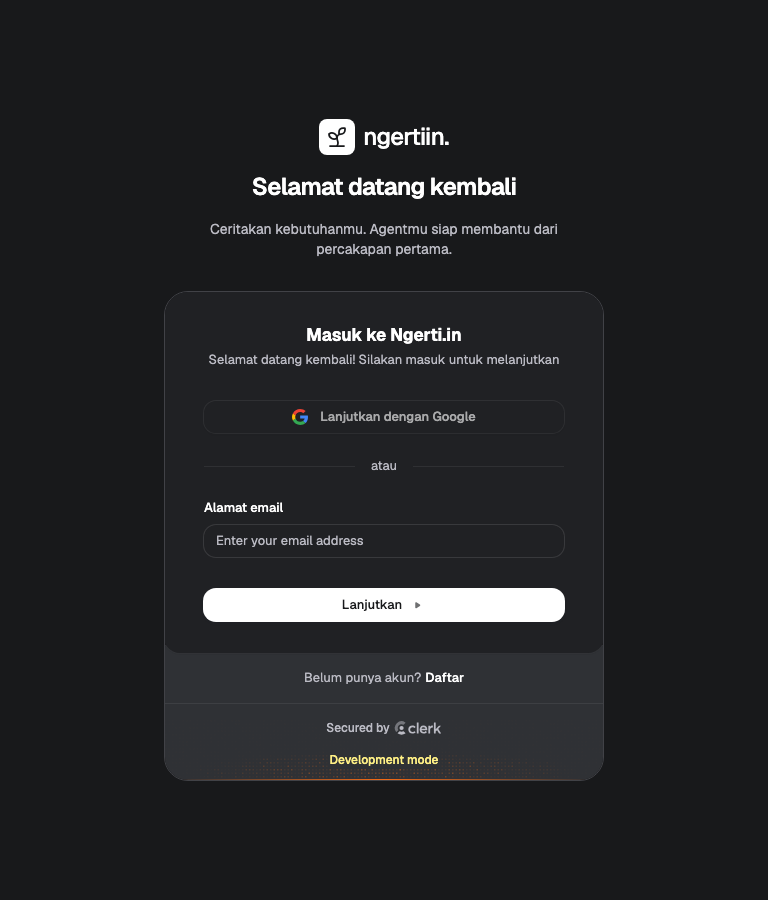 ngertiin.
Selamat datang kembali
Ceritakan kebutuhanmu. Agentmu siap membantu dari
percakapan pertama.
Masuk ke Ngerti.in
Selamat datang kembali! Silakan masuk untuk melanjutkan
Lanjutkan dengan Google
atau
Alamat email
Enter your email address
Lanjutkan
Belum punya akun? Daftar
Secured by clerk
Development mode